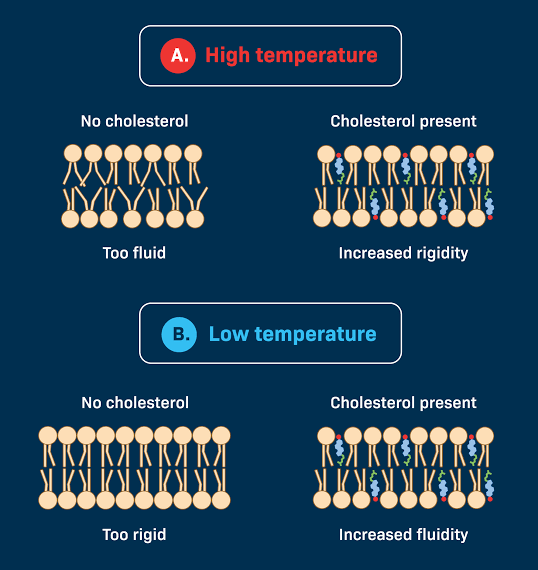 A. High temperature
No cholesterol
Cholesterol present
Too fluid
Increased rigidity
B. Low temperature
No cholesterol
Cholesterol present
Too rigid
Increased fluidity